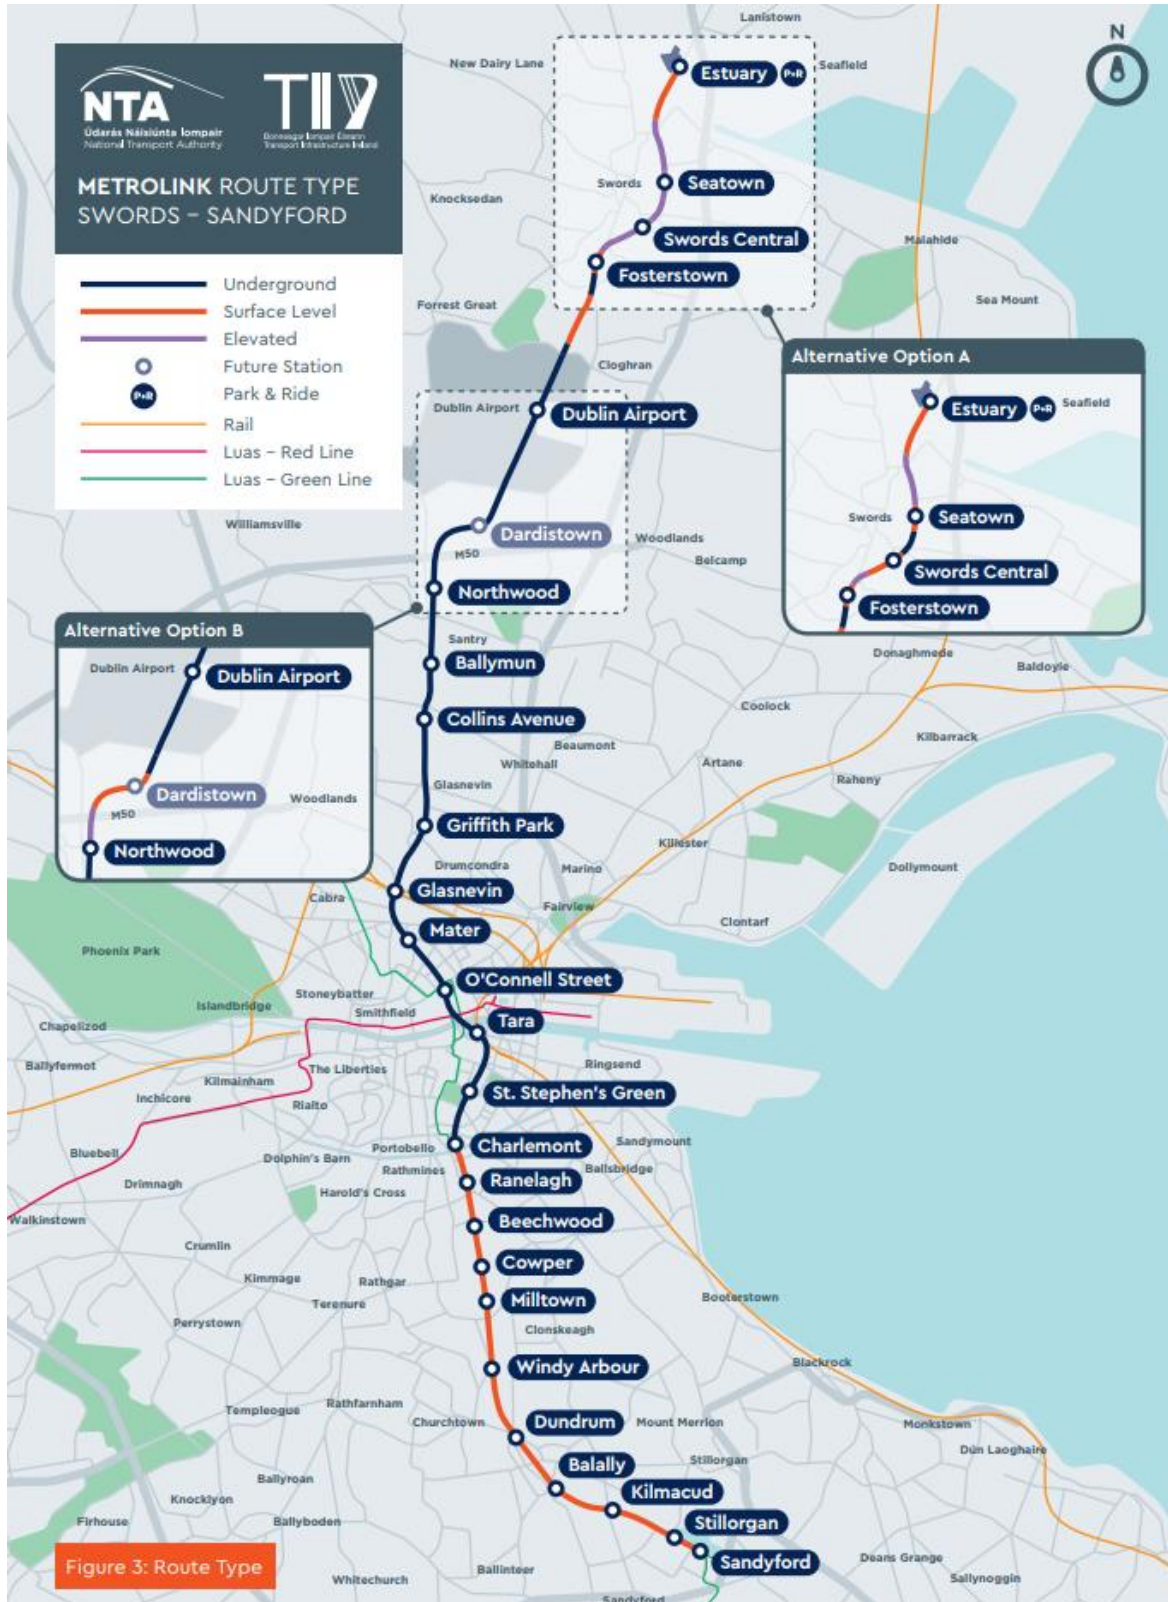 NTA
Údarás Náisiúnta Iompair
National Transport Authority
TII
Bonneagar Iompair Éireann
Transport Infrastructure Ireland
METROLINK ROUTE TYPE
SWORDS – SANDYFORD
Underground
Surface Level
Elevated
Future Station
P+R Park & Ride
Rail
Luas – Red Line
Luas – Green Line
N
Lanistown
New Dairy Lane
Estuary P+R Seafield
Swords Seatown
Knocksedan
Swords Central
Malahide
Fosterstown
Sea Mount
Forrest Great
Cloghran
Alternative Option A
Estuary P+R Seafield
Swords Seatown
Swords Central
Fosterstown
Dublin Airport Dublin Airport
Williamsville
Dardistown Woodlands
M50
Belcamp
Northwood
Alternative Option B
Dublin Airport Dublin Airport
Dardistown Woodlands
M50
Northwood
Santry
Ballymun
Donaghmede
Baldoyle
Coolock
Collins Avenue
Kilbarrack
Beaumont
Whitehall
Artane
Raheny
Glasnevin
Griffith Park
Killester
Drumcondra
Marino
Dollymount
Glasnevin
Cabra
Fairview
Clontarf
Mater
Phoenix Park
O'Connell Street
Stoneybatter
Islandbridge
Smithfield
Tara
Chapelizod
Ballyfermot
The Liberties
Ringsend
Kilmainham
St. Stephen's Green
Inchicore
Rialto
Charlemont
Sandymount
Portobello
Bluebell
Dolphin's Barn
Rathmines
Ballsbridge
Drimnagh
Ranelagh
Harold's Cross
Walkinstown
Beechwood
Crumlin
Cowper
Kimmage
Rathgar
Terenure
Milltown
Booterstown
Perrystown
Clonskeagh
Windy Arbour
Blackrock
Rathfarnham
Templeogue
Churchtown
Dundrum
Mount Merrion
Monkstown
Dún Laoghaire
Balally
Stillorgan
Ballyroan
Kilmacud
Knocklyon
Firhouse
Ballyboden
Stillorgan
Sandyford
Deans Grange
Figure 3: Route Type
Ballinteer
Whitechurch
Sallynoggin
Sandyford